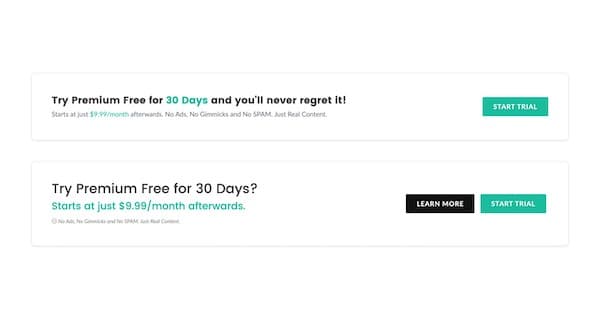 Try Premium Free for 30 Days and you'll never regret it!
Starts at just $9.99/month afterwards. No Ads, No Gimmicks and No SPAM. Just Real Content.
START TRIAL
Try Premium Free for 30 Days?
Starts at just $9.99/month afterwards.
No Ads, No Gimmicks and No SPAM. Just Real Content.
LEARN MORE
START TRIAL